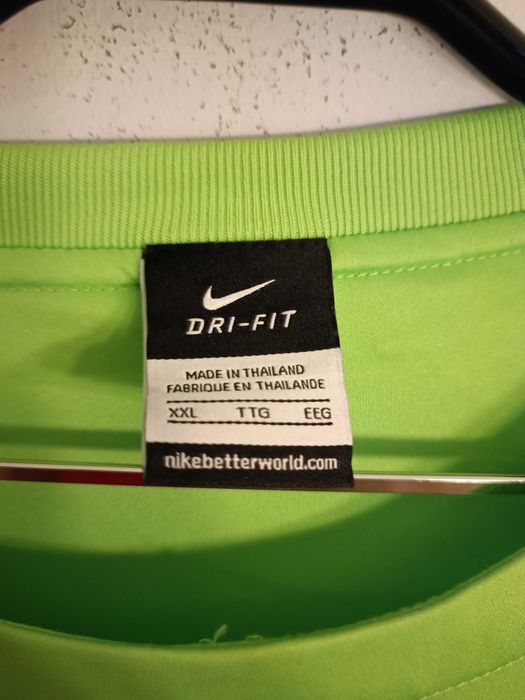 DRI-FIT
MADE IN THAILAND
FABRIQUE EN THAILANDE
XXL TTG EEG
nikebetterworld.com